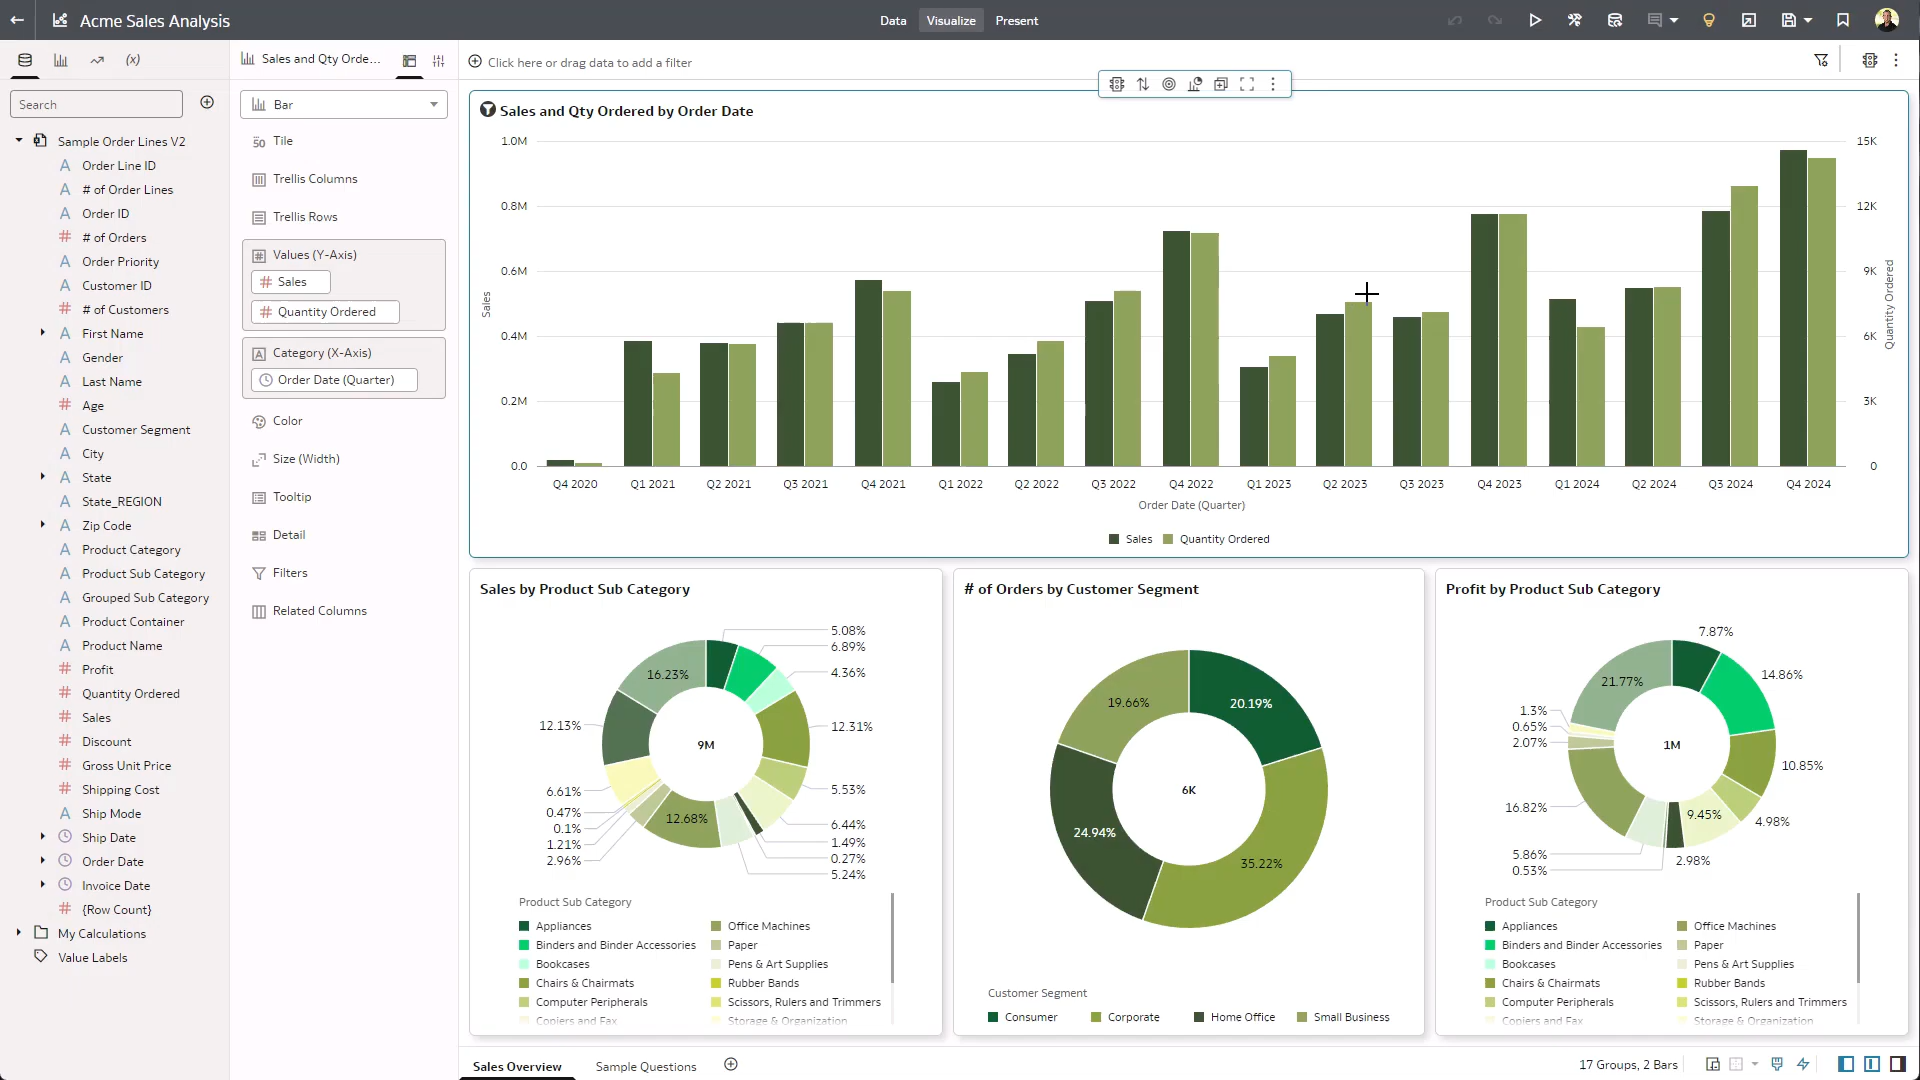 Acme Sales Analysis
Data
Visualize
Present
Sales and Qty Orde...
Click here or drag data to add a filter
(x)
Search
Sample Order Lines V2
A Order Line ID
A # of Order Lines
A Order ID
# # of Orders
A Order Priority
A Customer ID
# # of Customers
A First Name
A Gender
A Last Name
# Age
A Customer Segment
A City
A State
A State_REGION
A Zip Code
A Product Category
A Product Sub Category
A Grouped Sub Category
A Product Container
A Product Name
# Profit
# Quantity Ordered
# Sales
# Discount
# Gross Unit Price
# Shipping Cost
A Ship Mode
Ship Date
Order Date
Invoice Date
# {Row Count}
My Calculations
Value Labels
Bar
50 Tile
Trellis Columns
Trellis Rows
# Values (Y-Axis)
# Sales
# Quantity Ordered
A Category (X-Axis)
Order Date (Quarter)
Color
Size (Width)
Tooltip
Detail
Filters
Related Columns
Sales and Qty Ordered by Order Date
1.0M
0.8M
0.6M
0.4M
0.2M
0.0
Sales
15K
12K
9K
6K
3K
0
Quantity Ordered
Q4 2020
Q1 2021
Q2 2021
Q3 2021
Q4 2021
Q1 2022
Q2 2022
Q3 2022
Q4 2022
Q1 2023
Q2 2023
Q3 2023
Q4 2023
Q1 2024
Q2 2024
Q3 2024
Q4 2024
Order Date (Quarter)
Sales
Quantity Ordered
Sales by Product Sub Category
5.08%
6.89%
4.36%
12.31%
5.53%
6.44%
1.49%
0.27%
5.24%
12.68%
2.96%
1.21%
0.1%
0.47%
6.61%
12.13%
16.23%
9M
Product Sub Category
Appliances
Binders and Binder Accessories
Bookcases
Chairs & Chairmats
Computer Peripherals
Copiers and Fax
Office Machines
Paper
Pens & Art Supplies
Rubber Bands
Scissors, Rulers and Trimmers
Storage & Organization
# of Orders by Customer Segment
20.19%
35.22%
24.94%
19.66%
6K
Customer Segment
Consumer
Corporate
Home Office
Small Business
Profit by Product Sub Category
7.87%
14.86%
10.85%
4.98%
9.45%
2.98%
0.53%
5.86%
16.82%
2.07%
0.65%
1.3%
21.77%
1M
Product Sub Category
Appliances
Binders and Binder Accessories
Bookcases
Chairs & Chairmats
Computer Peripherals
Copiers and Fax
Office Machines
Paper
Pens & Art Supplies
Rubber Bands
Scissors, Rulers and Trimmers
Storage & Organization
Sales Overview
Sample Questions
17 Groups, 2 Bars